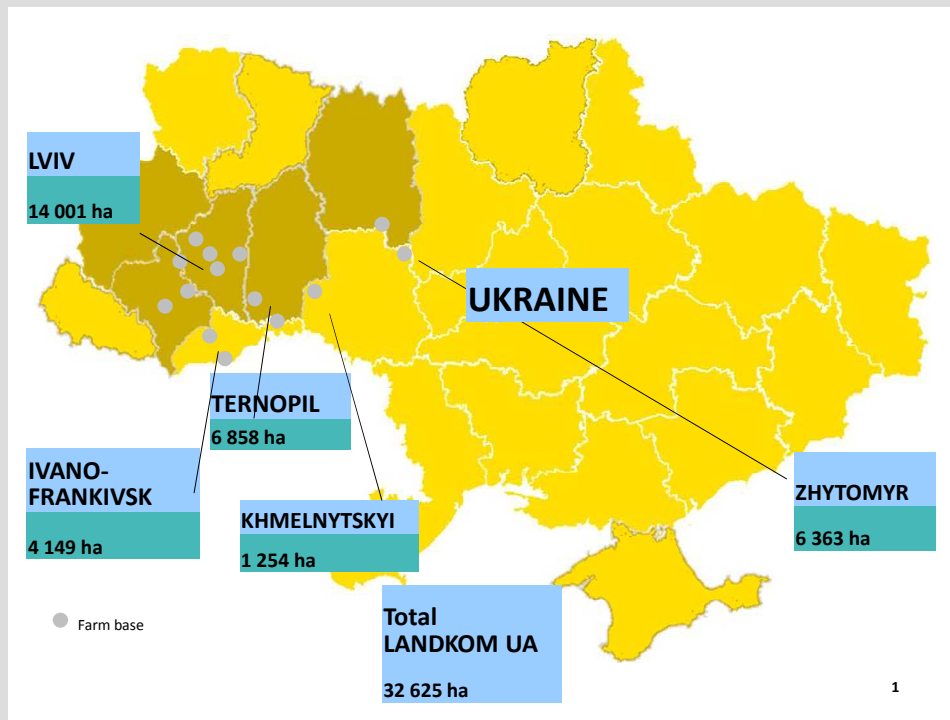 LVIV
14 001 ha
UKRAINE
TERNOPIL
6 858 ha
IVANO-
FRANKIVSK
4 149 ha
KHMELNYTSKYI
1 254 ha
ZHYTOMYR
6 363 ha
Total
LANDKOM UA
32 625 ha
Farm base
1